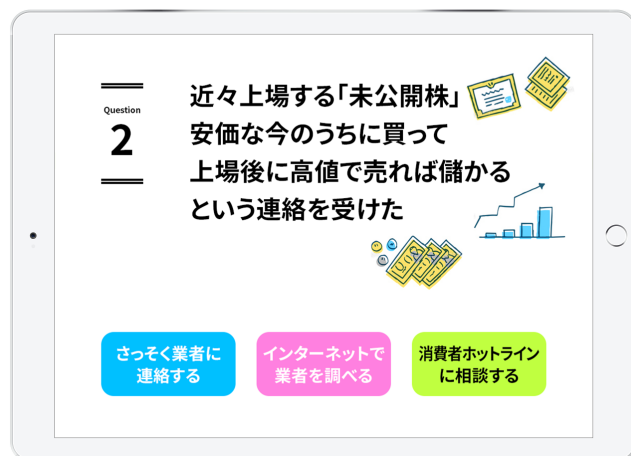 Question
2
近々上場する「未公開株」
安価な今のうちに買って
上場後に高値で売れば儲かる
という連絡を受けた
さっそく業者に
連絡する
インターネットで
業者を調べる
消費者ホットライン
に相談する